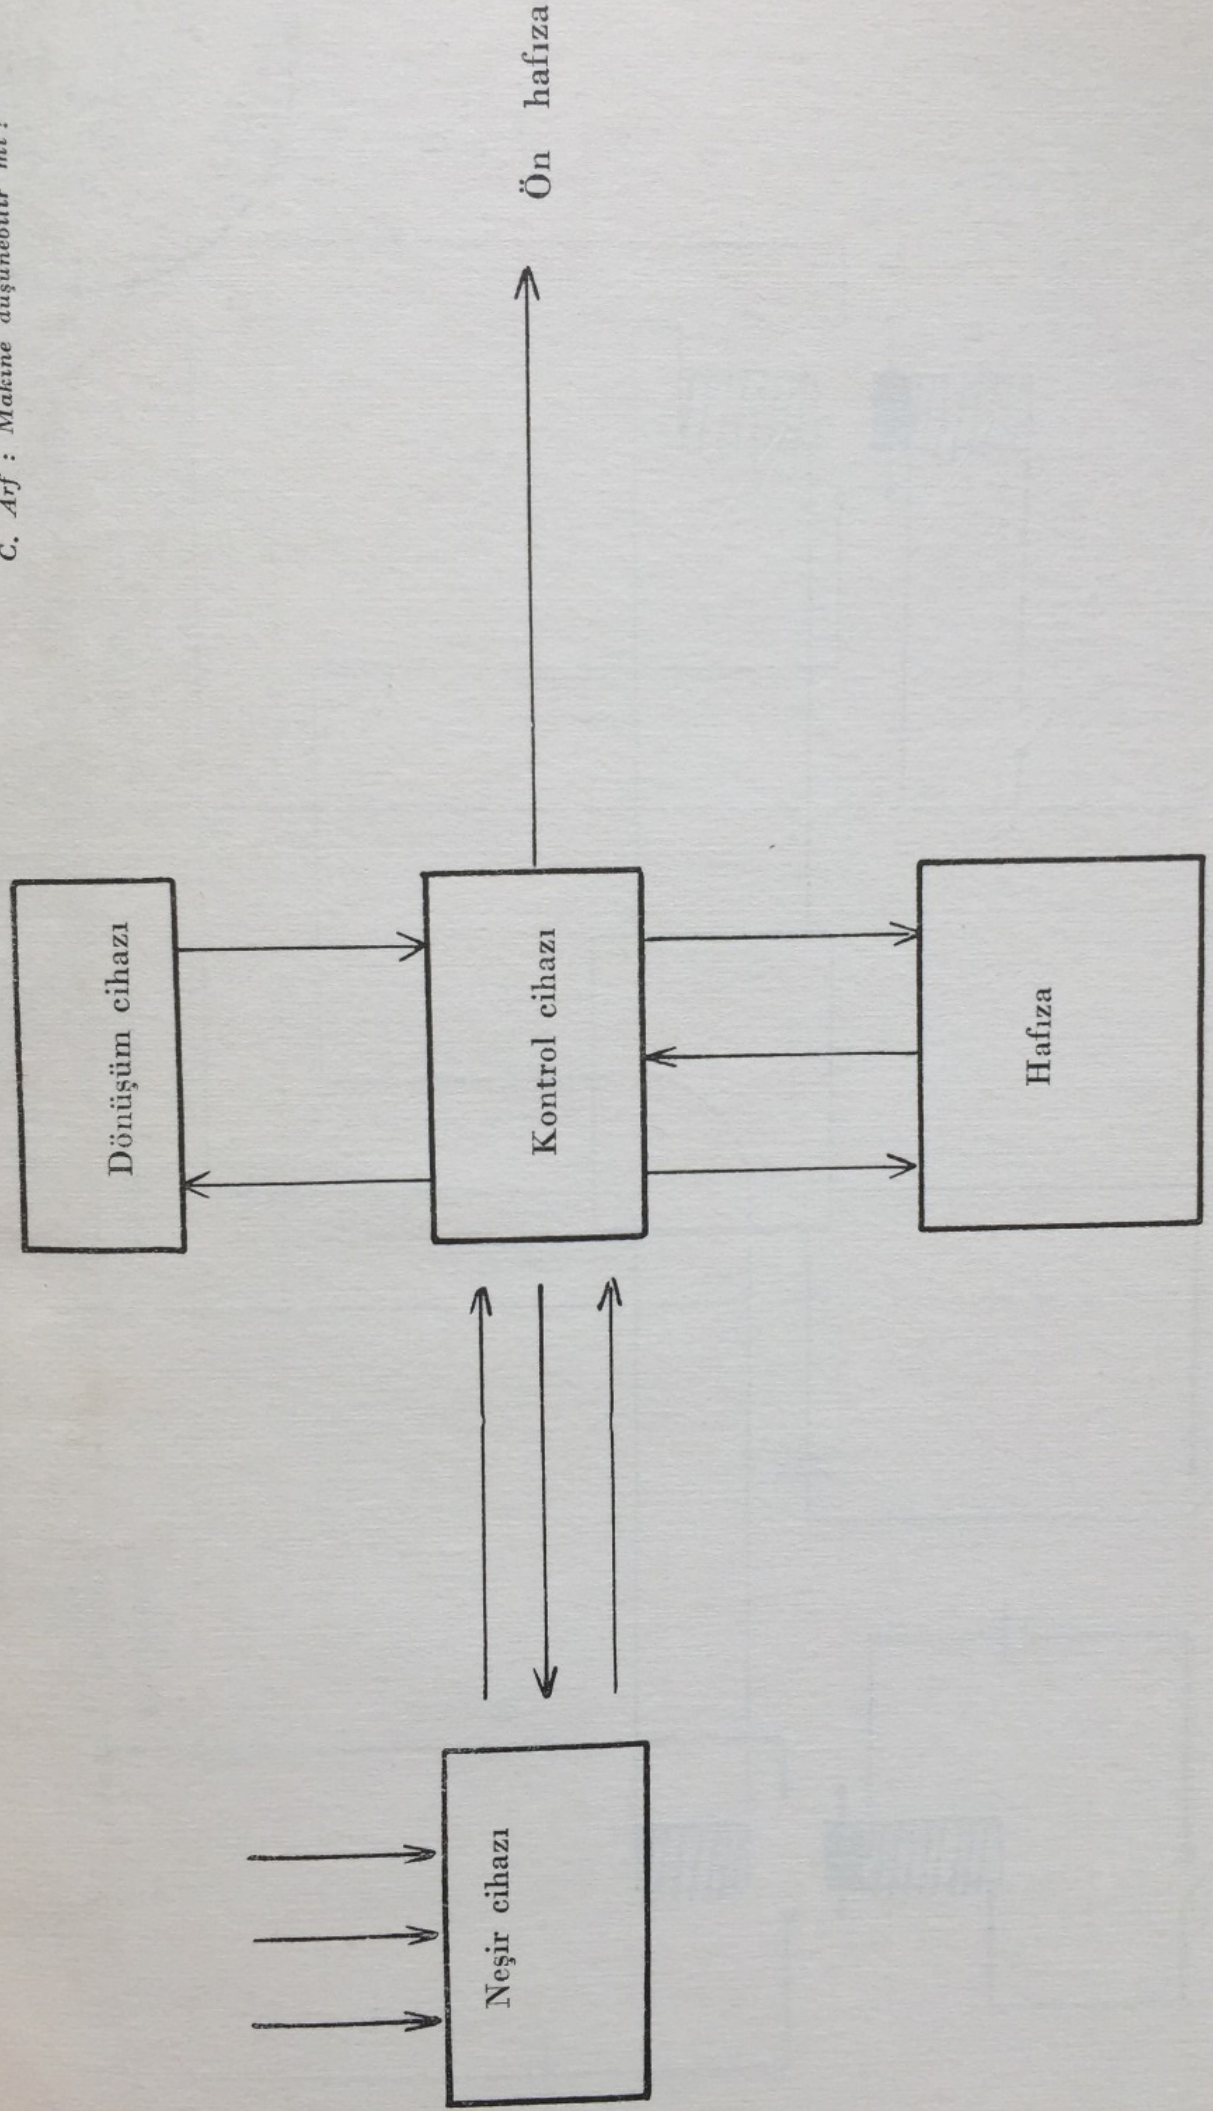 C. Arf : Makine düşünebilir mi?
Dönüşüm cihazı
Neşir cihazı
Kontrol cihazı
Ön hafıza
Hafıza